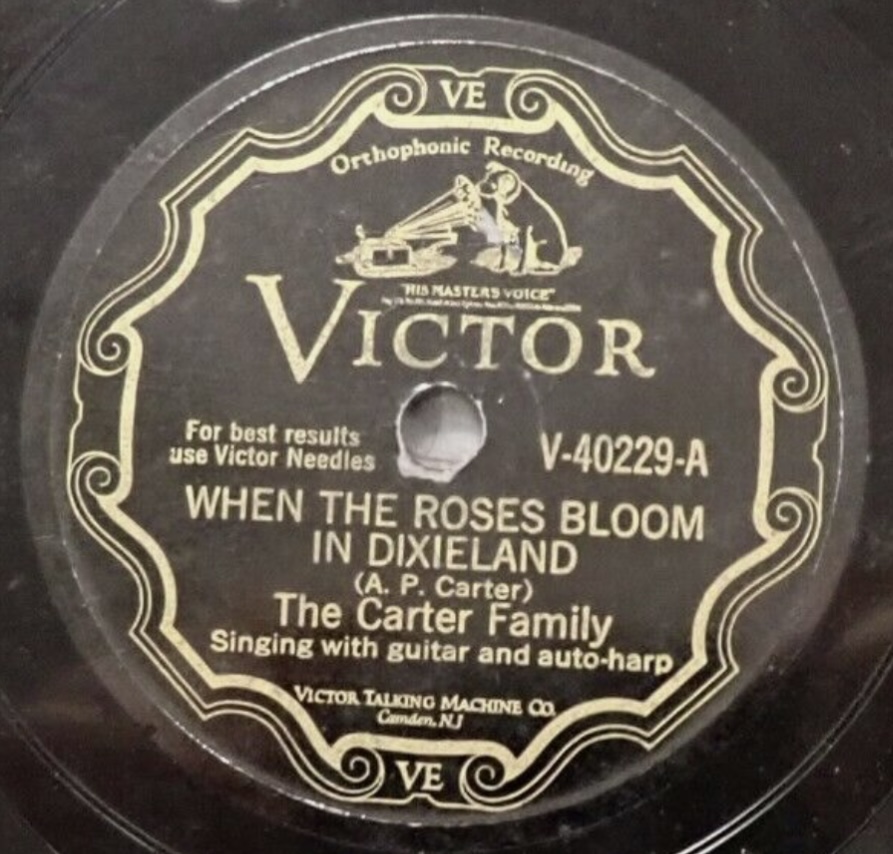 VE
Orthophonic Recording
"HIS MASTER'S VOICE"
VICTOR
For best results
use Victor Needles
V-40229-A
WHEN THE ROSES BLOOM
IN DIXIELAND
(A. P. Carter)
The Carter Family
Singing with guitar and auto-harp
VICTOR TALKING MACHINE CO.
Camden, N.J
VE